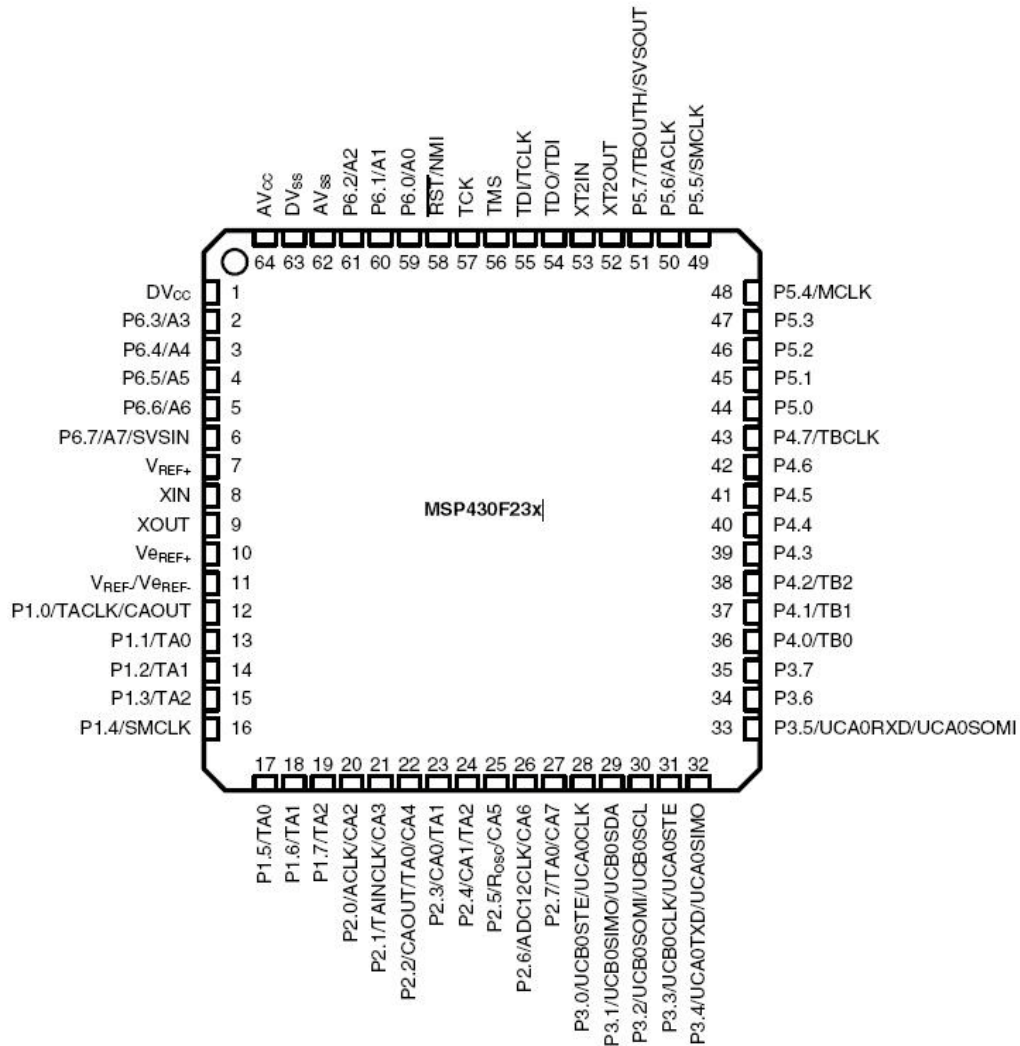 AVCC
DVSS
AVSS
P6.2/A2
P6.1/A1
P6.0/A0
RST/NMI
TCK
TMS
TDI/TCLK
TDO/TDI
XT2IN
XT2OUT
P5.7/TBOUTH/SVSOUT
P5.6/ACLK
P5.5/SMCLK
64 63 62 61 60 59 58 57 56 55 54 53 52 51 50 49
DVCC 1
P6.3/A3 2
P6.4/A4 3
P6.5/A5 4
P6.6/A6 5
P6.7/A7/SVSIN 6
VREF+ 7
XIN 8
XOUT 9
VeREF+ 10
VREF-/VeREF- 11
P1.0/TACLK/CAOUT 12
P1.1/TA0 13
P1.2/TA1 14
P1.3/TA2 15
P1.4/SMCLK 16
MSP430F23x
48 P5.4/MCLK
47 P5.3
46 P5.2
45 P5.1
44 P5.0
43 P4.7/TBCLK
42 P4.6
41 P4.5
40 P4.4
39 P4.3
38 P4.2/TB2
37 P4.1/TB1
36 P4.0/TB0
35 P3.7
34 P3.6
33 P3.5/UCA0RXD/UCA0SOMI
17 18 19 20 21 22 23 24 25 26 27 28 29 30 31 32
P1.5/TA0
P1.6/TA1
P1.7/TA2
P2.0/ACLK/CA2
P2.1/TAINCLK/CA3
P2.2/CAOUT/TA0/CA4
P2.3/CA0/TA1
P2.4/CA1/TA2
P2.5/ROSC/CA5
P2.6/ADC12CLK/CA6
P2.7/TA0/CA7
P3.0/UCB0STE/UCA0CLK
P3.1/UCB0SIMO/UCB0SDA
P3.2/UCB0SOMI/UCB0SCL
P3.3/UCB0CLK/UCA0STE
P3.4/UCA0TXD/UCA0SIMO